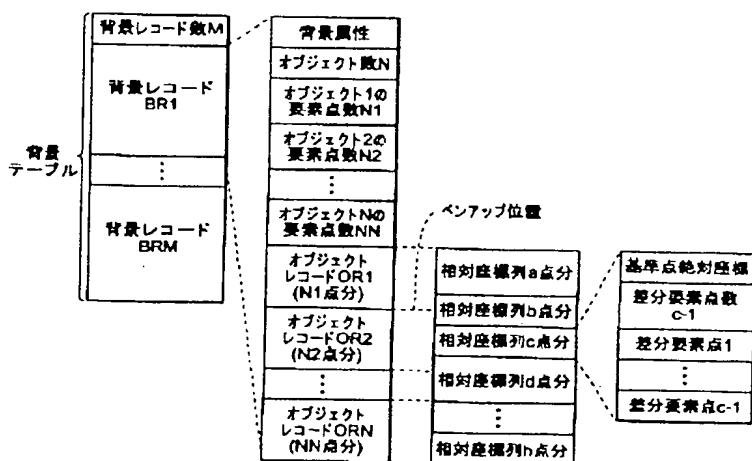 背景レコード数M
背景レコード
BR1
⋮
背景レコード
BRM
背景
テーブル
背景属性
オブジェクト数N
オブジェクト1の
要素点数N1
オブジェクト2の
要素点数N2
⋮
オブジェクトNの
要素点数NN
オブジェクト
レコードOR1
(N1点分)
オブジェクト
レコードOR2
(N2点分)
⋮
オブジェクト
レコードORN
(NN点分)
ペンアップ位置
相対座標列a点分
相対座標列b点分
相対座標列c点分
相対座標列d点分
⋮
相対座標列h点分
基準点絶対座標
差分要素点数
c-1
差分要素点1
⋮
差分要素点c-1